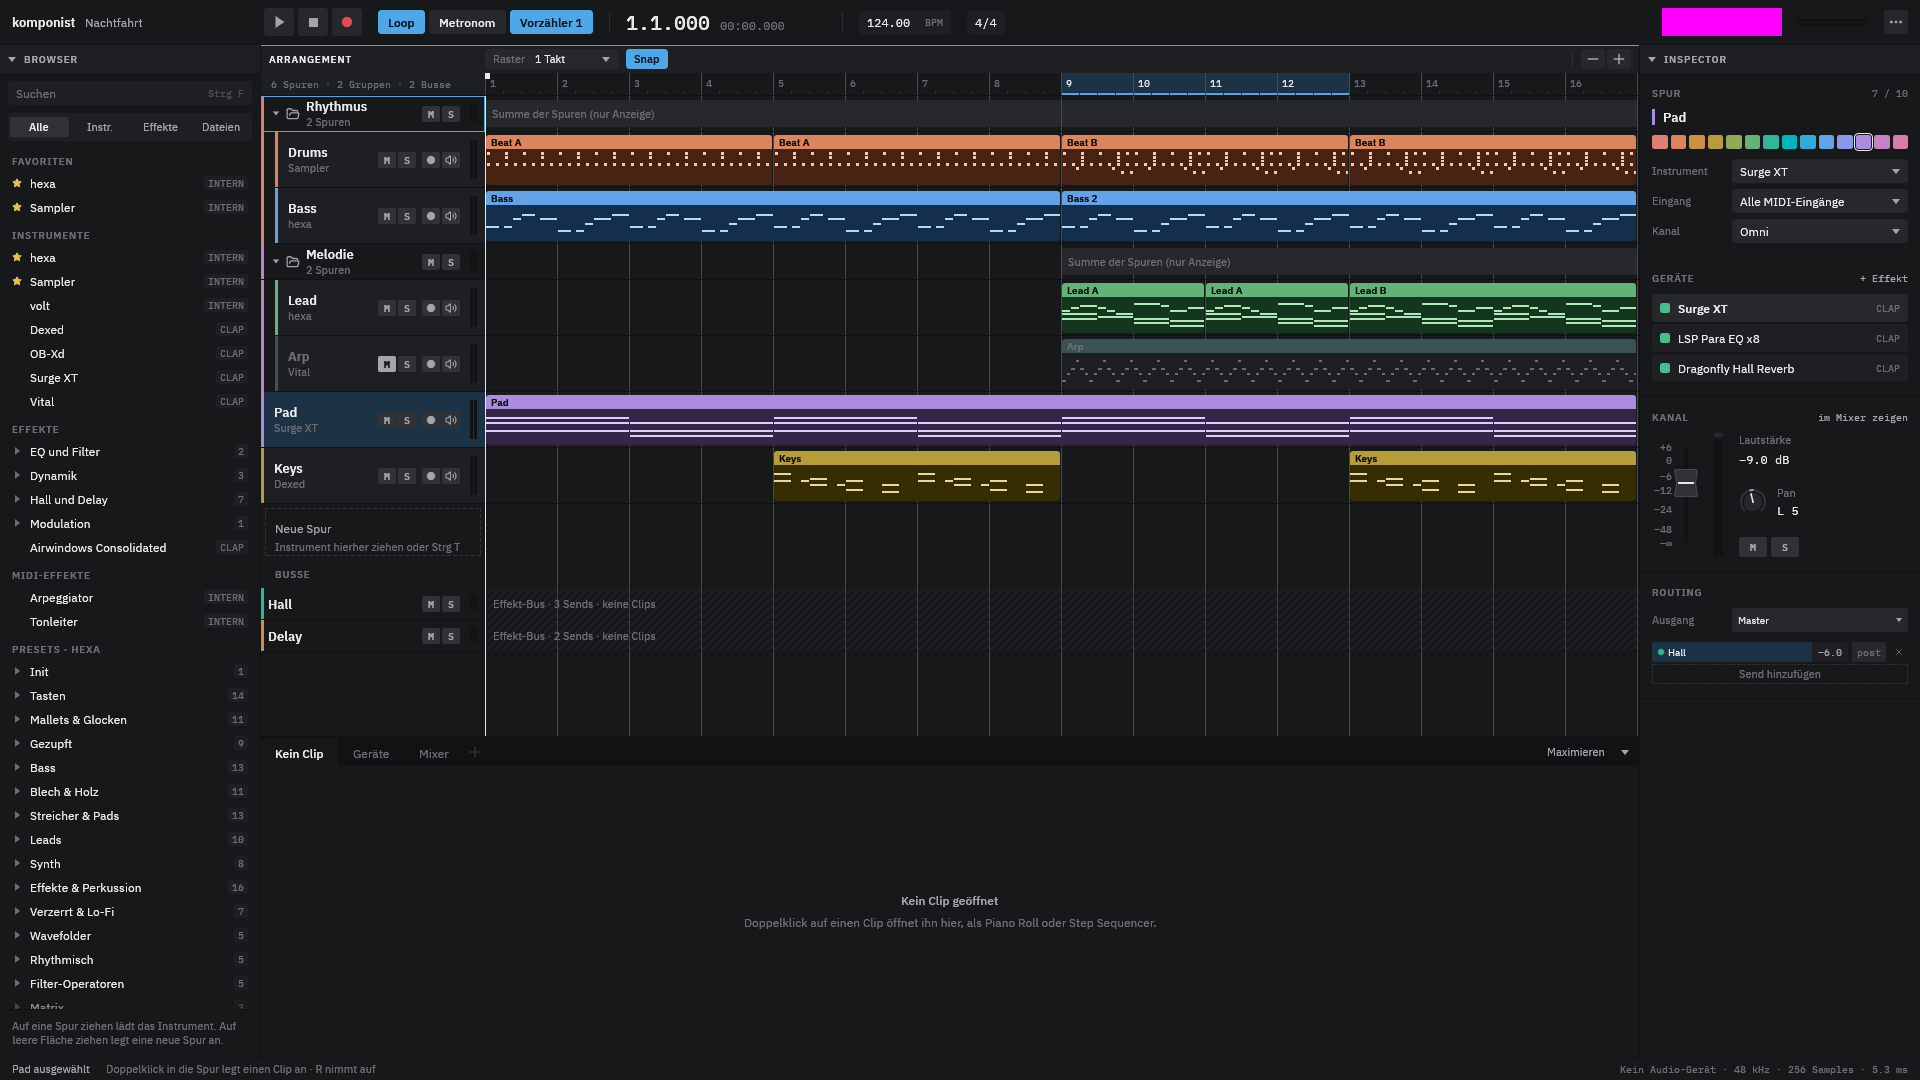 komponist Nachtfahrt
Loop Metronom Vorzähler 1 1.1.000 00:00.000 124.00 BPM 4/4
BROWSER
Suchen Strg F
Alle Instr. Effekte Dateien
FAVORITEN
hexa INTERN
Sampler INTERN
INSTRUMENTE
hexa INTERN
Sampler INTERN
volt INTERN
Dexed CLAP
OB-Xd CLAP
Surge XT CLAP
Vital CLAP
EFFEKTE
EQ und Filter 2
Dynamik 3
Hall und Delay 7
Modulation 1
Airwindows Consolidated CLAP
MIDI-EFFEKTE
Arpeggiator INTERN
Tonleiter INTERN
PRESETS · HEXA
Init 1
Tasten 14
Mallets & Glocken 11
Gezupft 9
Bass 13
Blech & Holz 11
Streicher & Pads 13
Leads 10
Synth 8
Effekte & Perkussion 16
Verzerrt & Lo-Fi 7
Wavefolder 5
Rhythmisch 5
Filter-Operatoren 5
Matrix 3
Auf eine Spur ziehen lädt das Instrument. Auf
leere Fläche ziehen legt eine neue Spur an.
ARRANGEMENT Raster 1 Takt Snap
6 Spuren · 2 Gruppen · 2 Busse 1 2 3 4 5 6 7 8 9 10 11 12 13 14 15 16
Rhythmus M S Summe der Spuren (nur Anzeige)
2 Spuren
Beat A Beat A Beat B Beat B
Drums M S
Sampler
Bass Bass 2
Bass M S
hexa
Melodie M S Summe der Spuren (nur Anzeige)
2 Spuren
Lead A Lead A Lead B
Lead M S
hexa
Arp
Arp M S
Vital
Pad
Pad M S
Surge XT
Keys Keys
Keys M S
Dexed
Neue Spur
Instrument hierher ziehen oder Strg T
BUSSE
Hall M S Effekt-Bus · 3 Sends · keine Clips
Delay M S Effekt-Bus · 2 Sends · keine Clips
Kein Clip Geräte Mixer + Maximieren
Kein Clip geöffnet
Doppelklick auf einen Clip öffnet ihn hier, als Piano Roll oder Step Sequencer.
INSPECTOR
SPUR 7 / 10
Pad
Instrument Surge XT
Eingang Alle MIDI-Eingänge
Kanal Omni
GERÄTE + Effekt
Surge XT CLAP
LSP Para EQ x8 CLAP
Dragonfly Hall Reverb CLAP
KANAL im Mixer zeigen
+6
0
−6
−12
−24
−48
−∞
Lautstärke
−9.0 dB
Pan
L 5
M S
ROUTING
Ausgang Master
Hall −6.0 post ×
Send hinzufügen
Pad ausgewählt Doppelklick in die Spur legt einen Clip an · R nimmt auf
Kein Audio-Gerät · 48 kHz · 256 Samples · 5.3 ms